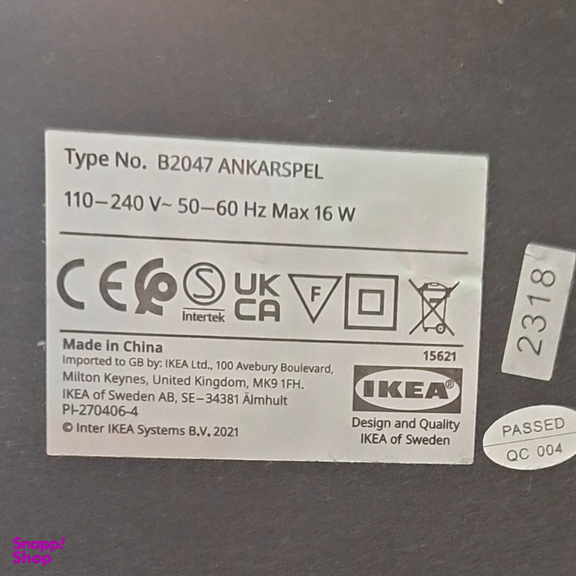 Type No. B2047 ANKARSPEL
110–240 V~ 50–60 Hz Max 16 W
CE
S
Intertek
UK
CA
F
Made in China
Imported to GB by: IKEA Ltd., 100 Avebury Boulevard,
Milton Keynes, United Kingdom, MK9 1FH.
IKEA of Sweden AB, SE–34381 Älmhult
PI-270406-4
© Inter IKEA Systems B.V. 2021
15621
IKEA®
Design and Quality
IKEA of Sweden
2318
PASSED
QC 004
Snapp!
Shop